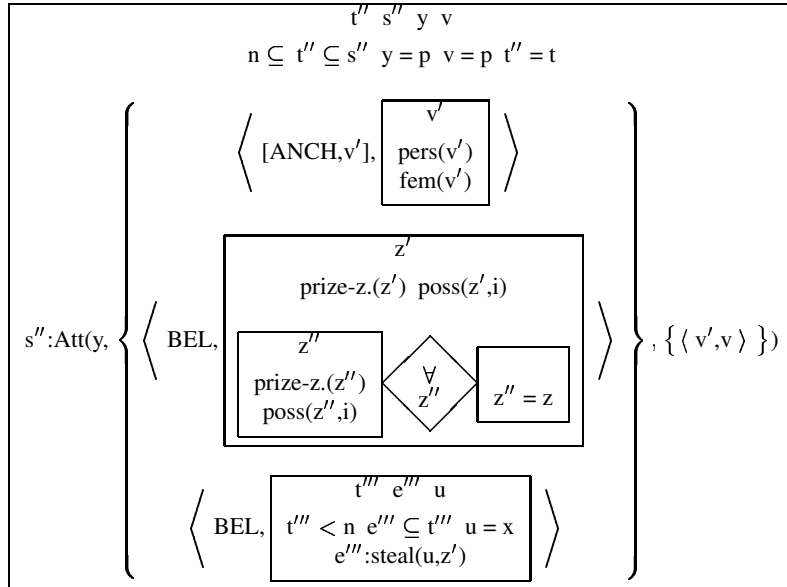 t′′ s′′ y v
n ⊆ t′′ ⊆ s′′ y = p v = p t′′ = t
v′
⟨ [ANCH,v′], pers(v′) ⟩
fem(v′)
z′
prize-z.(z′) poss(z′,i)
s′′:Att(y, { ⟨ BEL, ⟩ } , { ⟨ v′,v ⟩ })
z′′
prize-z.(z′′) ∀
poss(z′′,i) z′′ z′′ = z
t′′′ e′′′ u
⟨ BEL, t′′′ < n e′′′ ⊆ t′′′ u = x ⟩
e′′′:steal(u,z′)